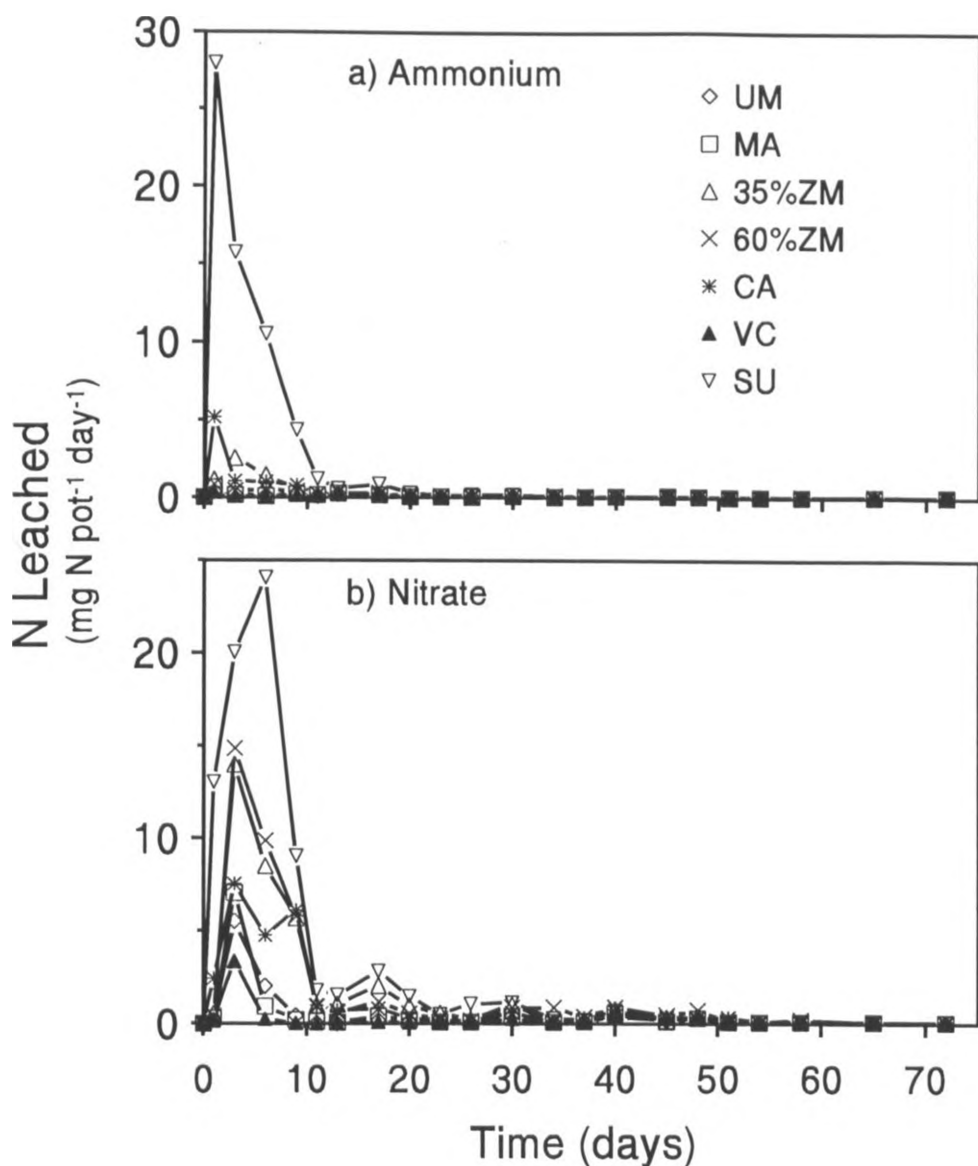 30
a) Ammonium
UM
MA
35%ZM
60%ZM
CA
VC
SU
20
10
0
N Leached
(mg N pot⁻¹ day⁻¹)
b) Nitrate
20
10
0
0 10 20 30 40 50 60 70
Time (days)